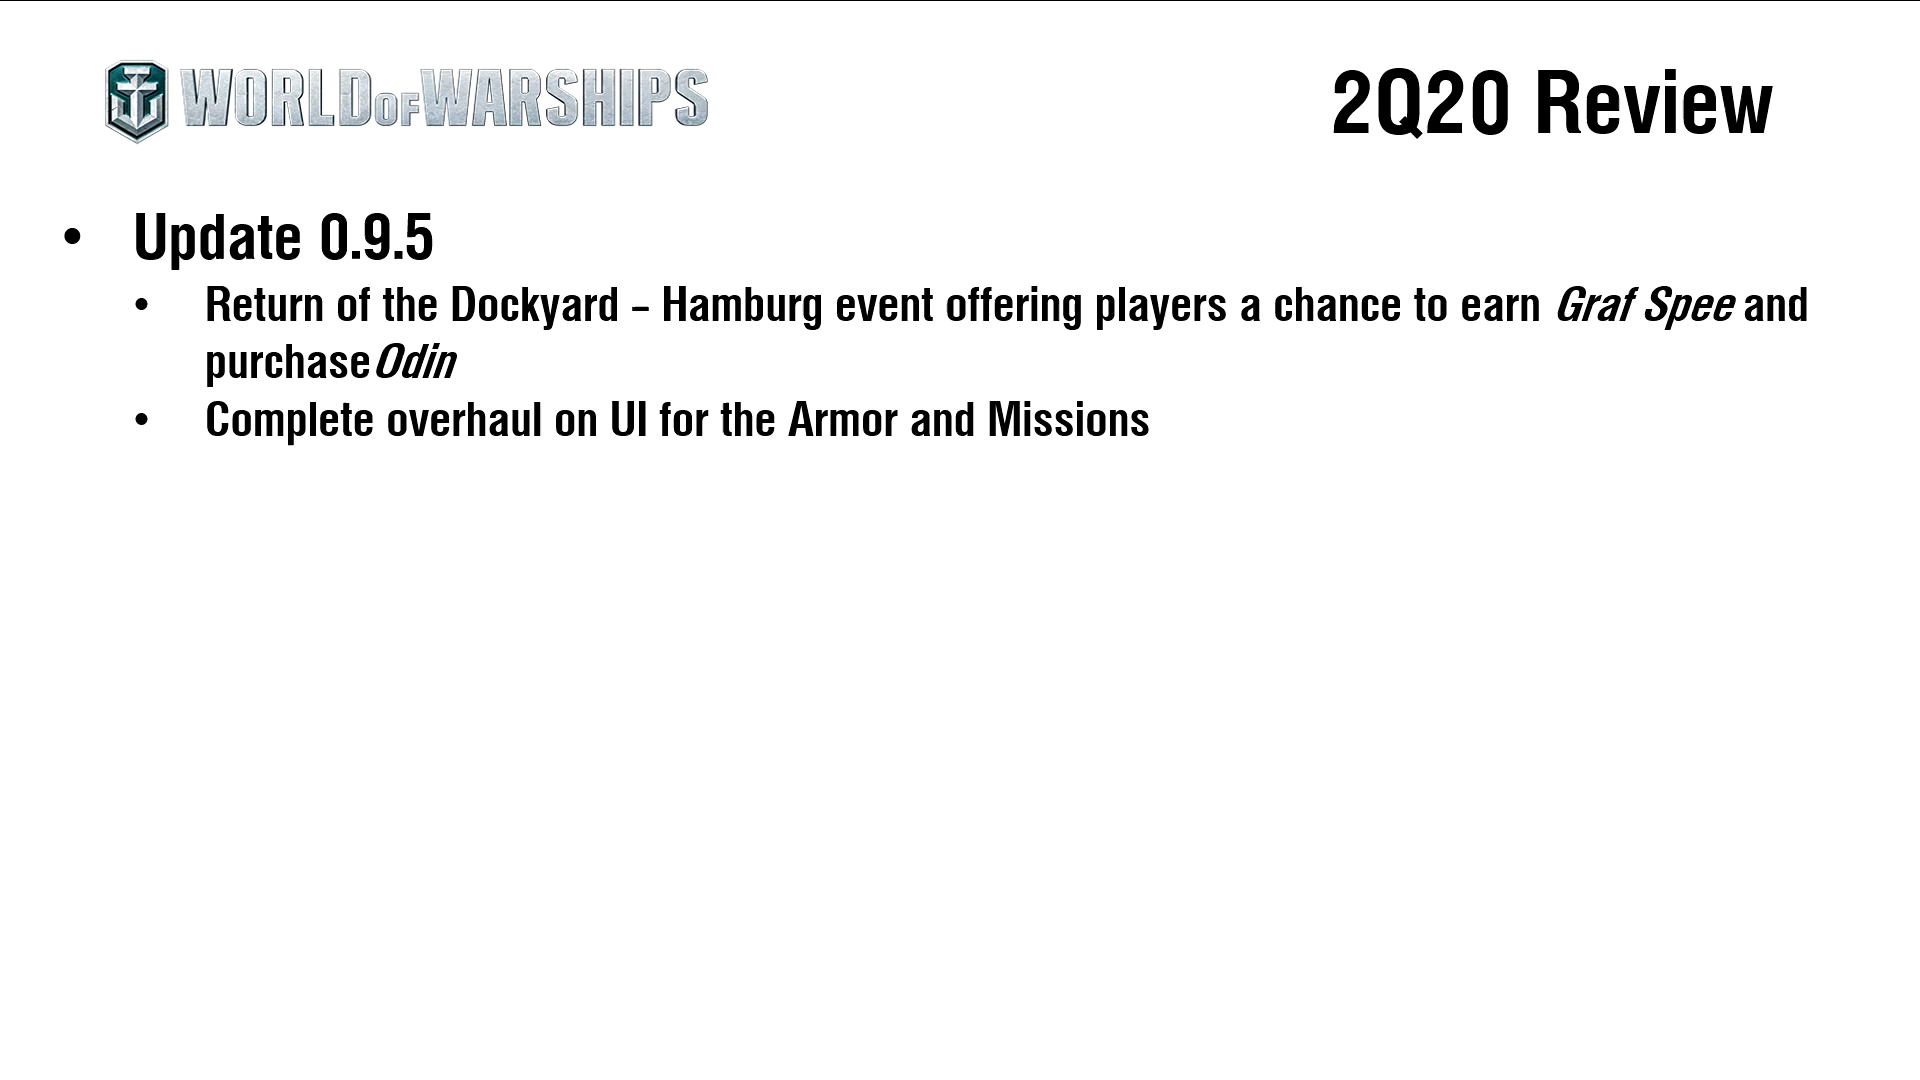 WORLD OF WARSHIPS
2Q20 Review
• Update 0.9.5
• Return of the Dockyard – Hamburg event offering players a chance to earn Graf Spee and
purchase Odin
• Complete overhaul on UI for the Armor and Missions